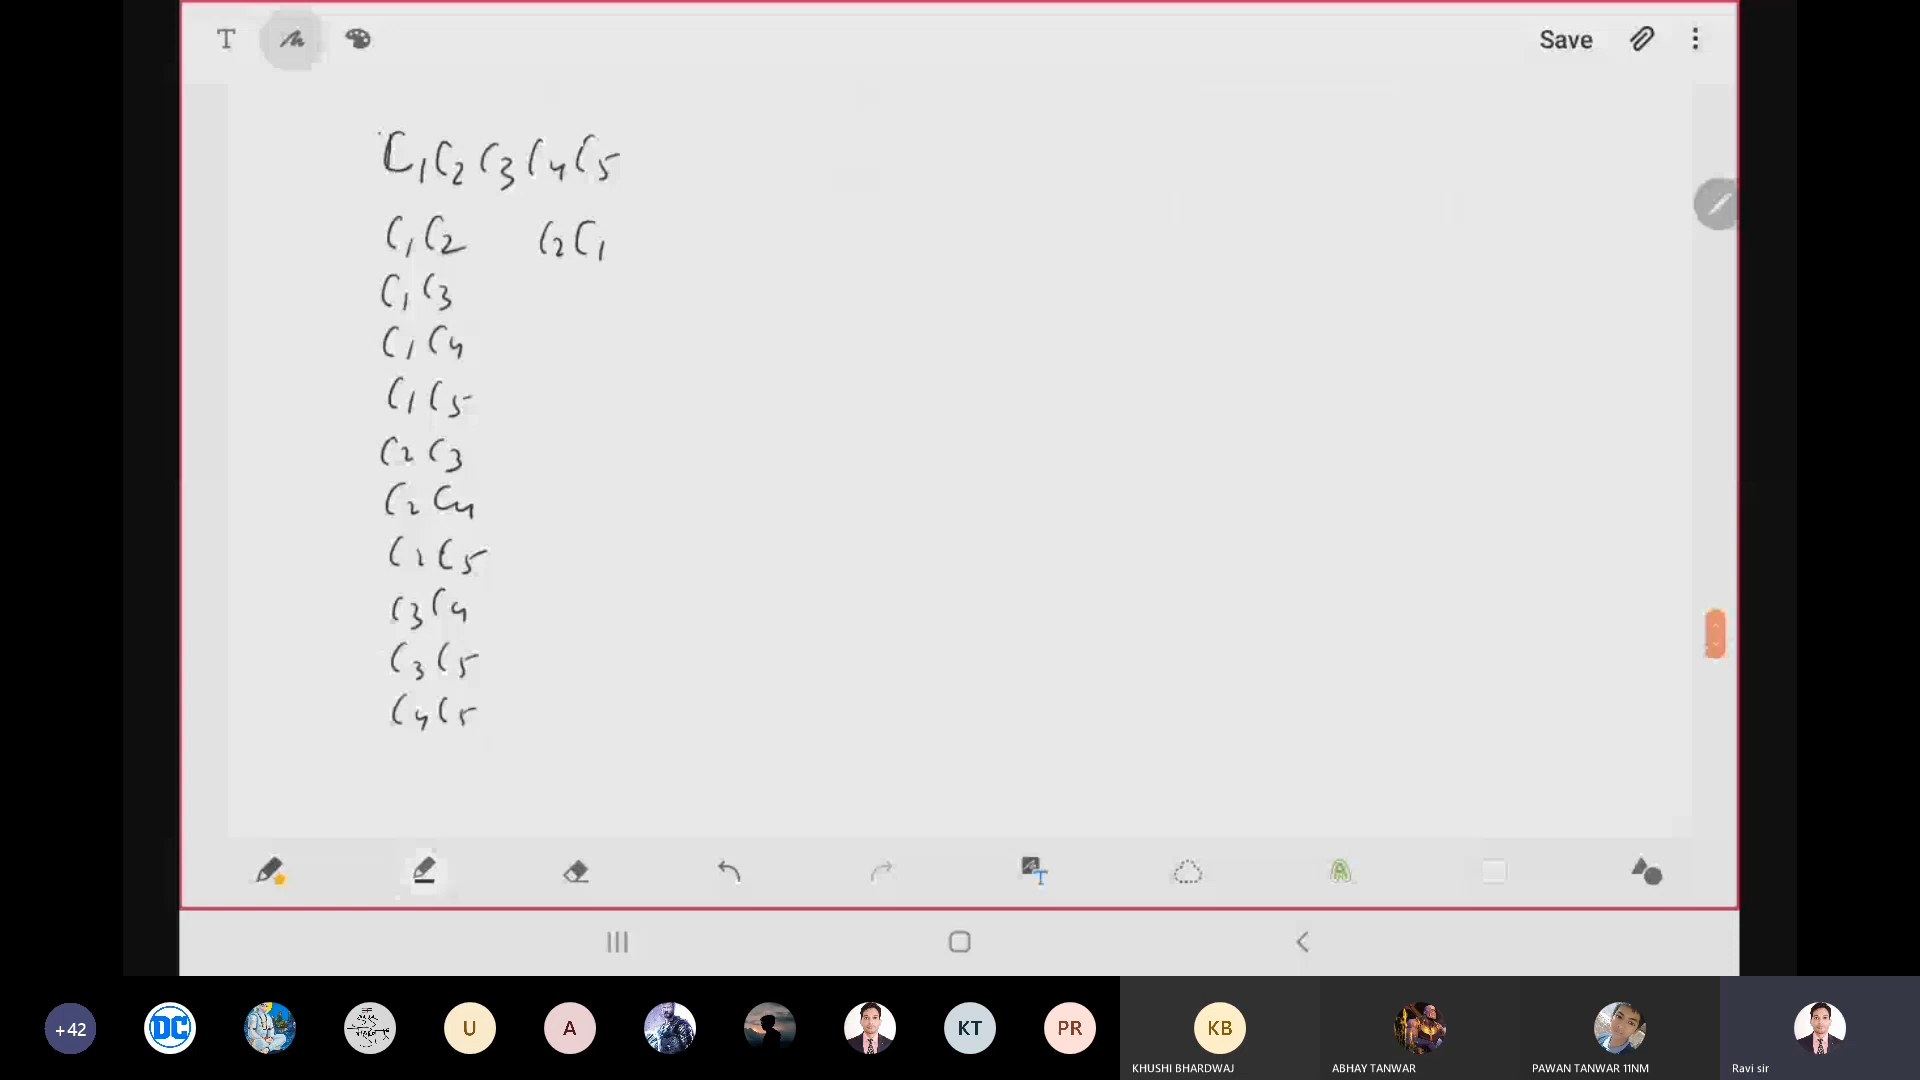 T Save
C1C2C3C4C5
C1C2 C2C1
C1C3
C1C4
C1C5
C2C3
C2C4
C2C5
C3C4
C3C5
C4C5
+42 DC U A KT PR KB
KHUSHI BHARDWAJ ABHAY TANWAR PAWAN TANWAR 11NM Ravi sir